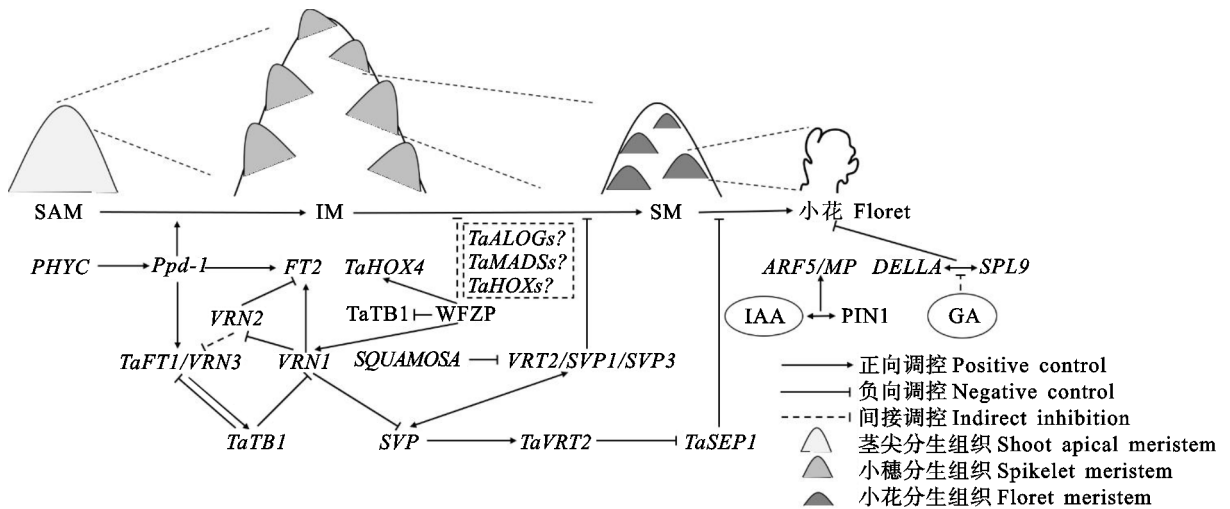 SAM IM SM 小花 Floret
TaALOGs?
TaMADSs?
TaHOXs?
PHYC Ppd-1 FT2 TaHOX4 ARF5/MP DELLA SPL9
VRN2 TaTB1 WFZP IAA PIN1 GA
TaFT1/VRN3 VRN1 SQUAMOSA VRT2/SVP1/SVP3
TaTB1 SVP TaVRT2 TaSEP1
正向调控 Positive control
负向调控 Negative control
间接调控 Indirect inhibition
茎尖分生组织 Shoot apical meristem
小穗分生组织 Spikelet meristem
小花分生组织 Floret meristem